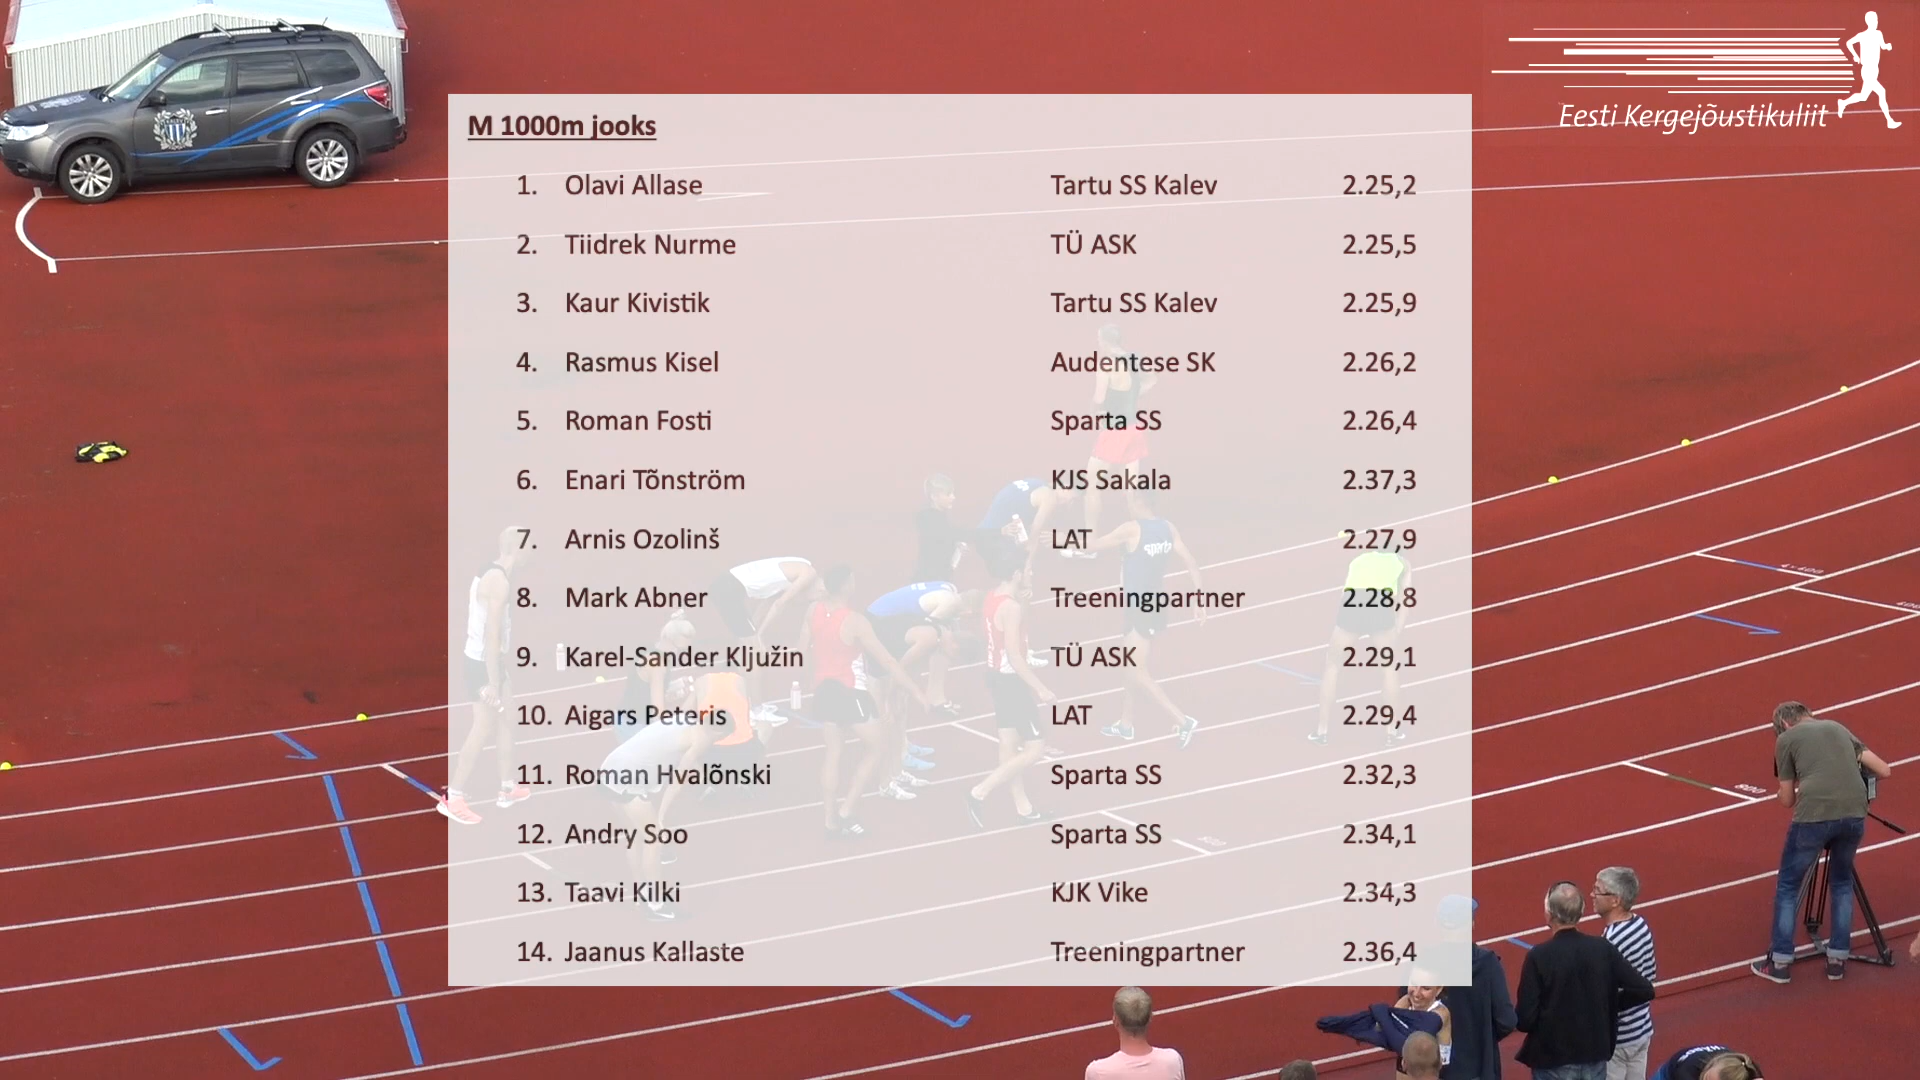 Eesti Kergejõustikuliit
M 1000m jooks
1. Olavi Allase Tartu SS Kalev 2.25,2
2. Tiidrek Nurme TÜ ASK 2.25,5
3. Kaur Kivistik Tartu SS Kalev 2.25,9
4. Rasmus Kisel Audentese SK 2.26,2
5. Roman Fosti Sparta SS 2.26,4
6. Enari Tõnström KJS Sakala 2.37,3
7. Arnis Ozolinš LAT 2.27,9
8. Mark Abner Treeningpartner 2.28,8
9. Karel-Sander Kljužin TÜ ASK 2.29,1
10. Aigars Peteris LAT 2.29,4
11. Roman Hvalõnski Sparta SS 2.32,3
12. Andry Soo Sparta SS 2.34,1
13. Taavi Kilki KJK Vike 2.34,3
14. Jaanus Kallaste Treeningpartner 2.36,4
sparta
800